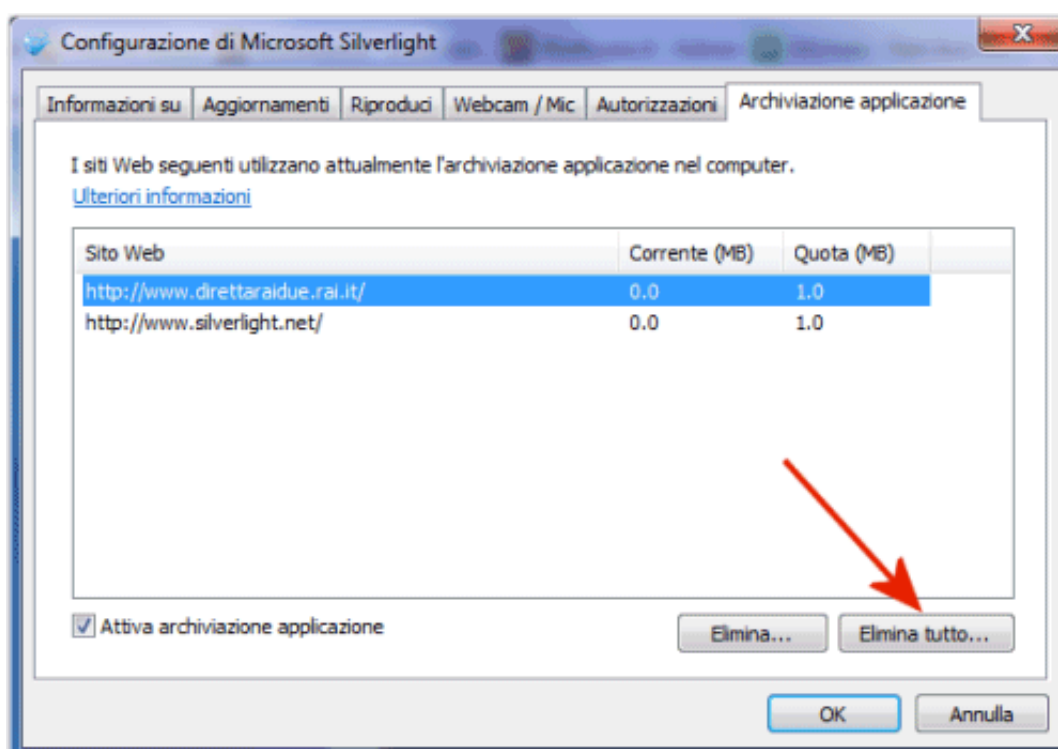 Configurazione di Microsoft Silverlight
Informazioni su Aggiornamenti Riproduci Webcam / Mic Autorizzazioni Archiviazione applicazione
I siti Web seguenti utilizzano attualmente l'archiviazione applicazione nel computer.
Ulteriori informazioni
Sito Web Corrente (MB) Quota (MB)
http://www.direttaraidue.rai.it/ 0.0 1.0
http://www.silverlight.net/ 0.0 1.0
Attiva archiviazione applicazione Elimina... Elimina tutto...
OK Annulla